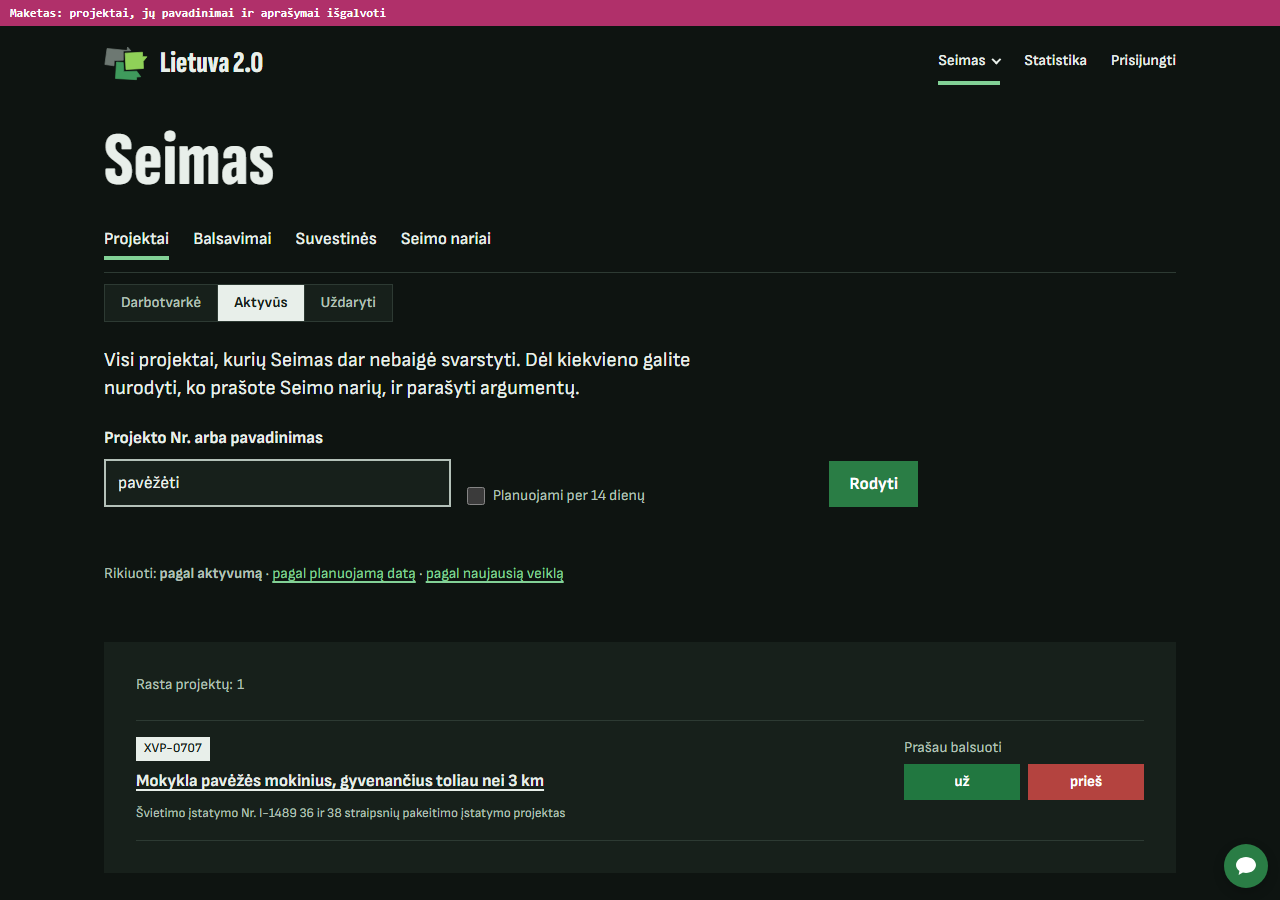 Maketas: projektai, jų pavadinimai ir aprašymai išgalvoti
Lietuva 2.0
Seimas
Statistika
Prisijungti
Seimas
Projektai
Balsavimai
Suvestinės
Seimo nariai
Darbotvarkė
Aktyvūs
Uždaryti
Visi projektai, kurių Seimas dar nebaigė svarstyti. Dėl kiekvieno galite
nurodyti, ko prašote Seimo narių, ir parašyti argumentų.
Projekto Nr. arba pavadinimas
pavėžėti
Planuojami per 14 dienų
Rodyti
Rikiuoti: pagal aktyvumą · pagal planuojamą datą · pagal naujausią veiklą
Rasta projektų: 1
XVP-0707
Mokykla pavėžės mokinius, gyvenančius toliau nei 3 km
Švietimo įstatymo Nr. I-1489 36 ir 38 straipsnių pakeitimo įstatymo projektas
Prašau balsuoti
už
prieš